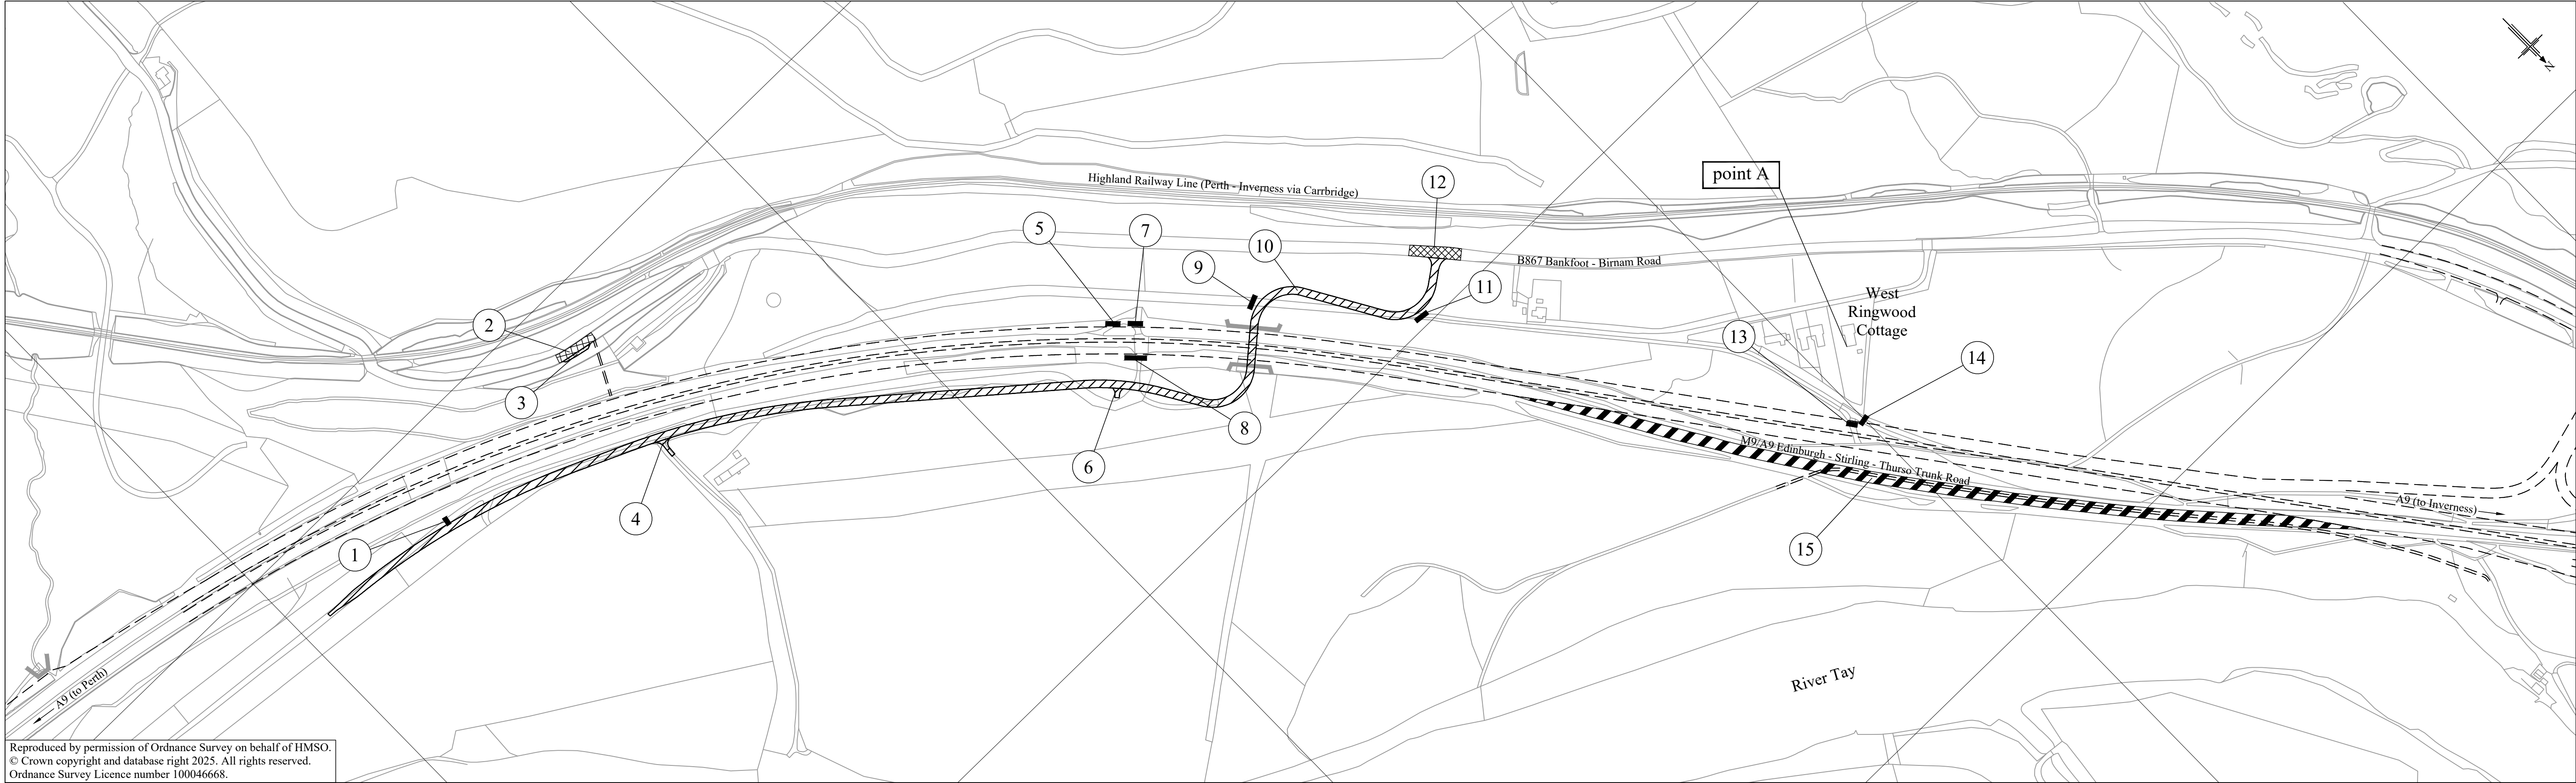 N
point A
12
Highland Railway Line (Perth - Inverness via Carrbridge)
5
7
10
9
B867 Bankfoot - Birnam Road
11
West
Ringwood
Cottage
2
13
14
3
8
M9/A9 Edinburgh - Stirling - Thurso Trunk Road
6
A9 (to Inverness)
4
1
15
River Tay
A9 (to Perth)
Reproduced by permission of Ordnance Survey on behalf of HMSO.
© Crown copyright and database right 2025. All rights reserved.
Ordnance Survey Licence number 100046668.